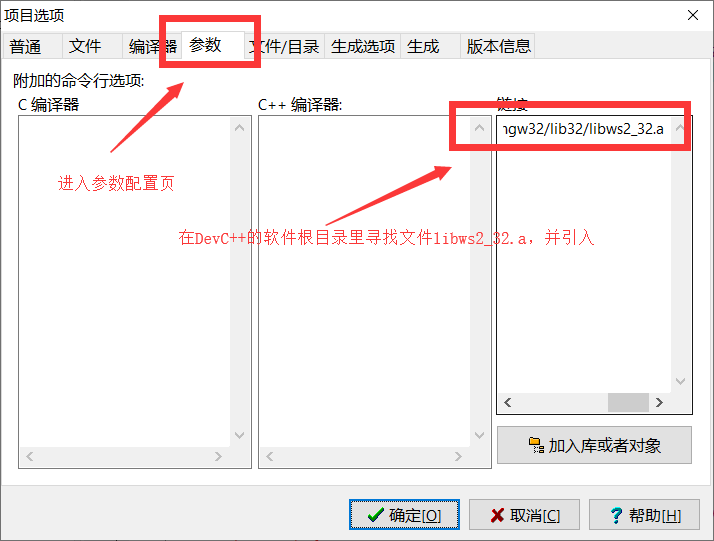 项目选项
普通 文件 编译器 参数 文件/目录 生成选项 生成 版本信息
附加的命令行选项:
C 编译器 C++ 编译器: 链接
ngw32/lib32/libws2_32.a
进入参数配置页
在DevC++的软件根目录里寻找文件libws2_32.a，并引入
加入库或者对象
确定[O] 取消[C] 帮助[H]